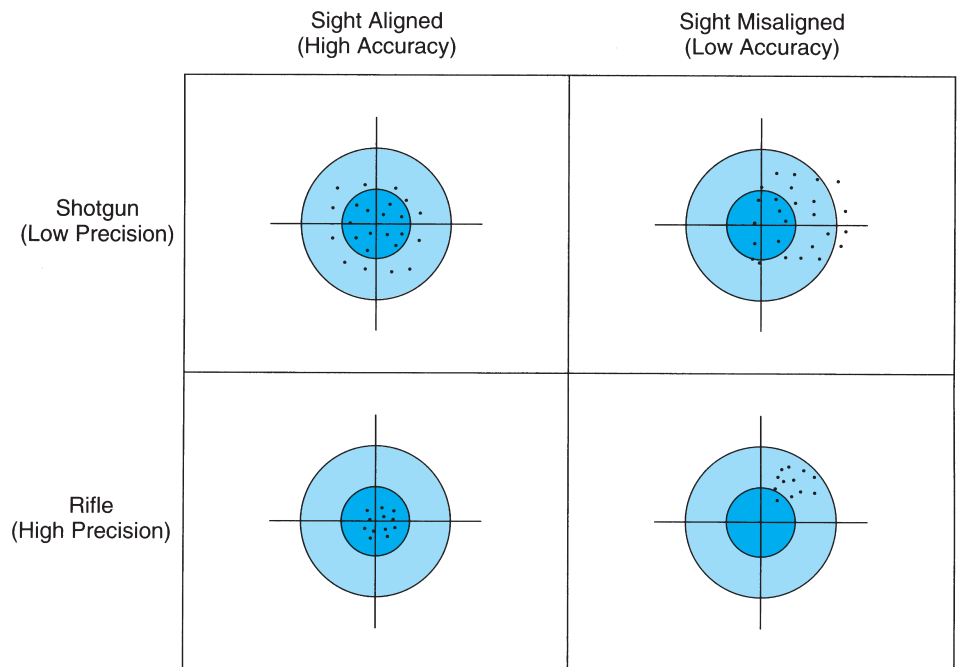 Sight Aligned
(High Accuracy)
Sight Misaligned
(Low Accuracy)
Shotgun
(Low Precision)
Rifle
(High Precision)